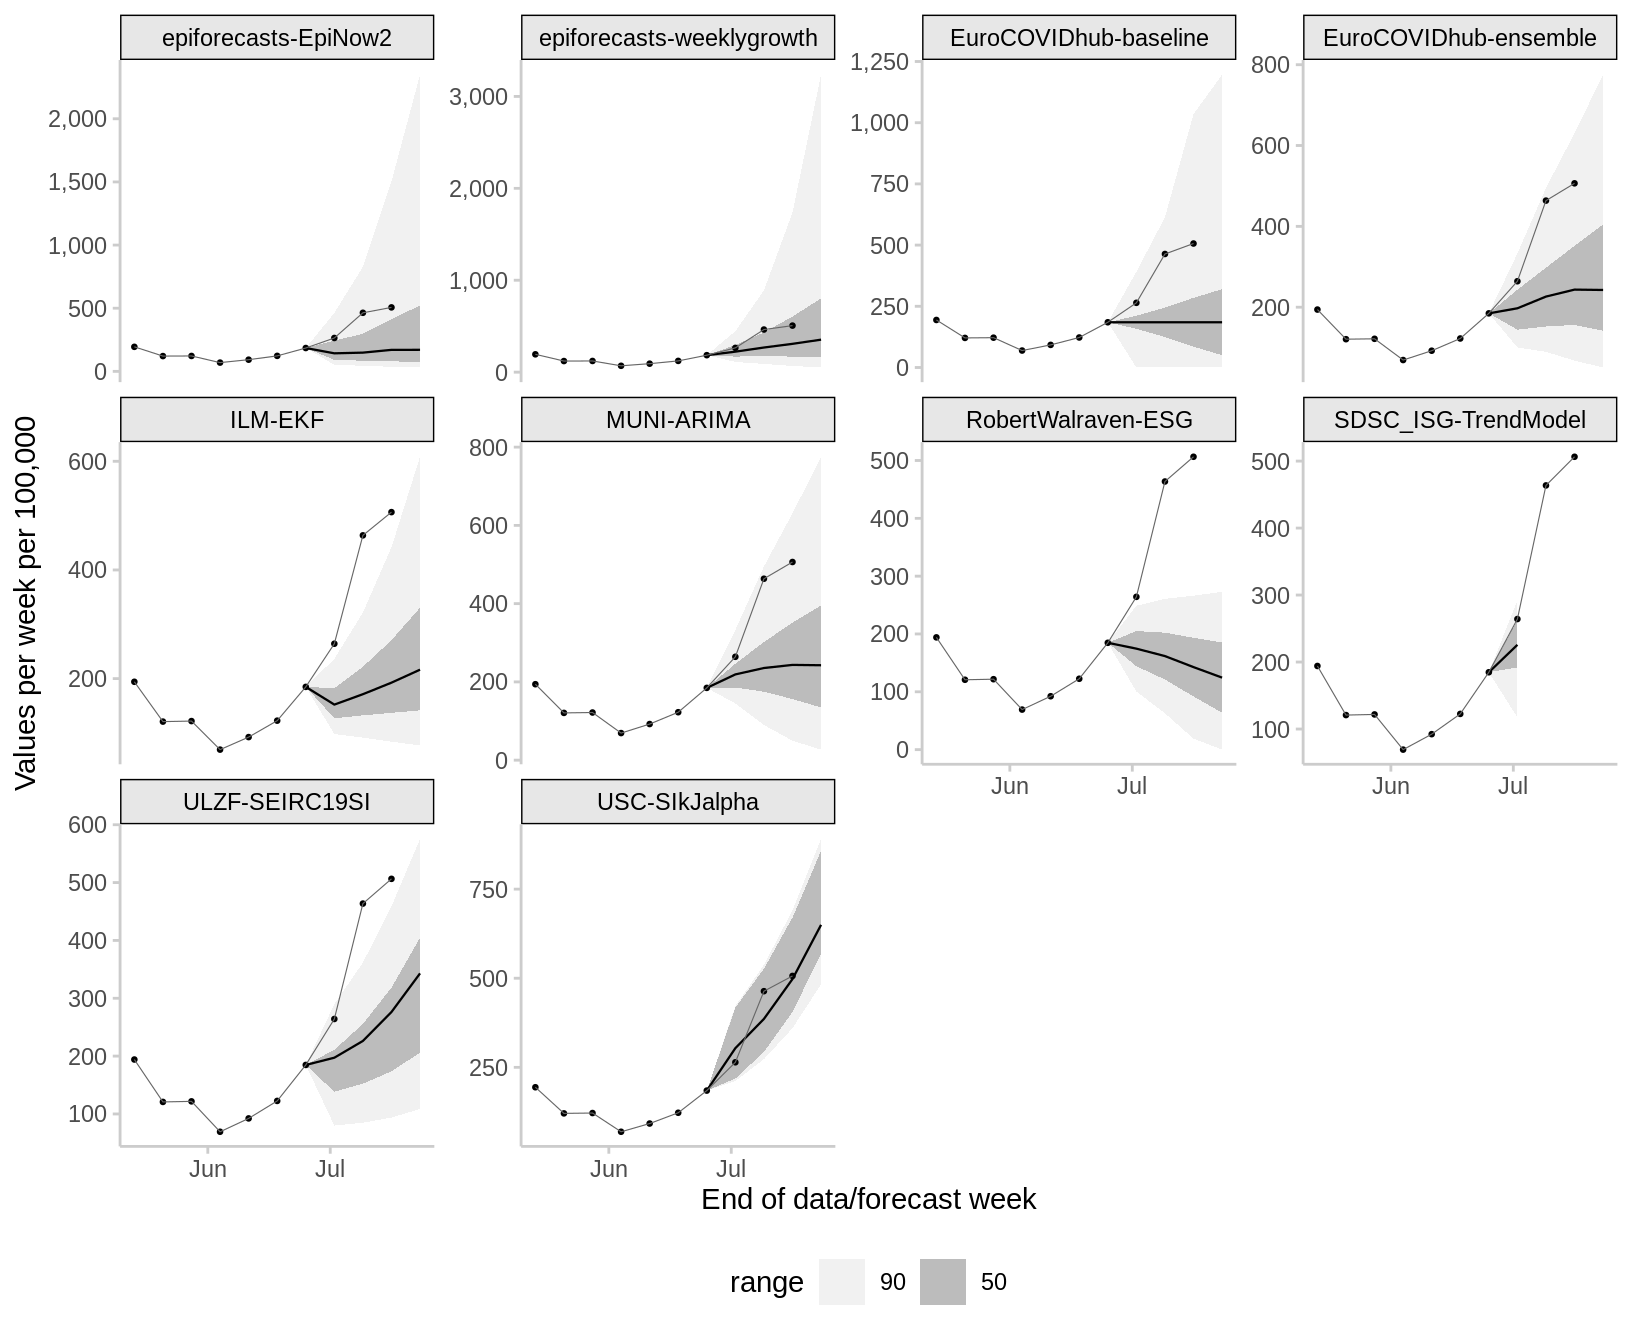 epiforecasts-EpiNow2
epiforecasts-weeklygrowth
EuroCOVIDhub-baseline
EuroCOVIDhub-ensemble
2,000
1,500
1,000
500
0
3,000
2,000
1,000
0
1,250
1,000
750
500
250
0
800
600
400
200
ILM-EKF
MUNI-ARIMA
RobertWalraven-ESG
SDSC_ISG-TrendModel
600
400
200
800
600
400
200
0
500
400
300
200
100
0
Jun
Jul
500
400
300
200
100
Jun
Jul
ULZF-SEIRC19SI
USC-SIkJalpha
600
500
400
300
200
100
Jun
Jul
750
500
250
Jun
Jul
Values per week per 100,000
End of data/forecast week
range 90 50